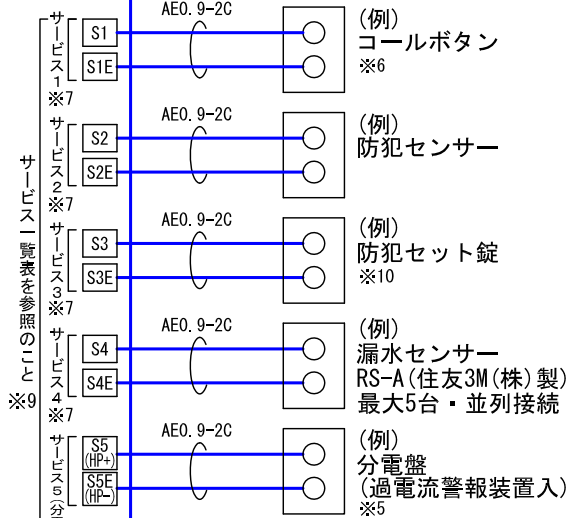 サービス一覧表を参照のこと
※9
サービス1
※7
S1
S1E
AE0.9-2C
(例)
コールボタン
※6
サービス2
※7
S2
S2E
AE0.9-2C
(例)
防犯センサー
サービス3
※7
S3
S3E
AE0.9-2C
(例)
防犯セット錠
※10
サービス4
※7
S4
S4E
AE0.9-2C
(例)
漏水センサー
RS-A(住友3M(株)製)
最大5台・並列接続
サービス5(分
S5
(HP+)
S5E
(HP-)
AE0.9-2C
(例)
分電盤
(過電流警報装置入)
※5